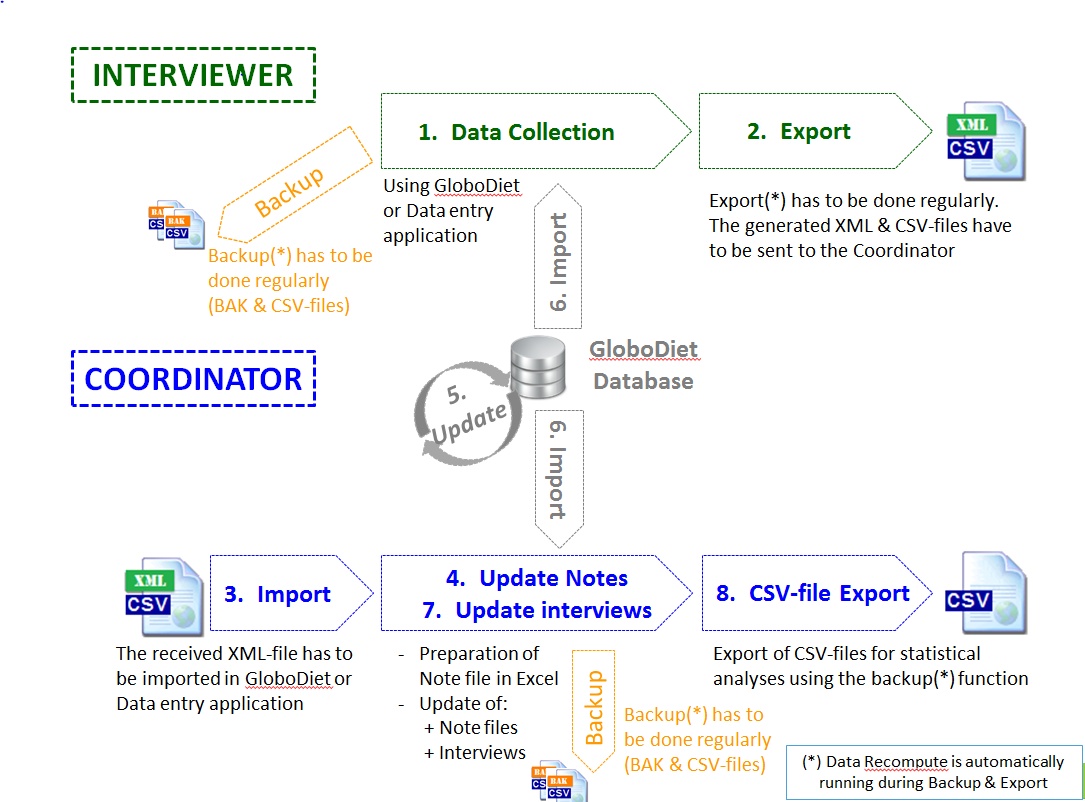 INTERVIEWER
1. Data Collection
2. Export
XML
CSV
Backup
Using GloboDiet
or Data entry
application
Export(*) has to be done regularly.
The generated XML & CSV-files have
to be sent to the Coordinator
BAK
CSV
Backup(*) has to be
done regularly
(BAK & CSV-files)
6. Import
COORDINATOR
GloboDiet
Database
5.
Update
6. Import
XML
CSV
3. Import
4. Update Notes
7. Update interviews
8. CSV-file Export
CSV
The received XML-file has to
be imported in GloboDiet or
Data entry application
- Preparation of
Note file in Excel
- Update of:
+ Note files
+ Interviews
Backup
Backup(*) has to
be done regularly
(BAK & CSV-files)
BAK
CSV
Export of CSV-files for statistical
analyses using the backup(*) function
(*) Data Recompute is automatically
running during Backup & Export